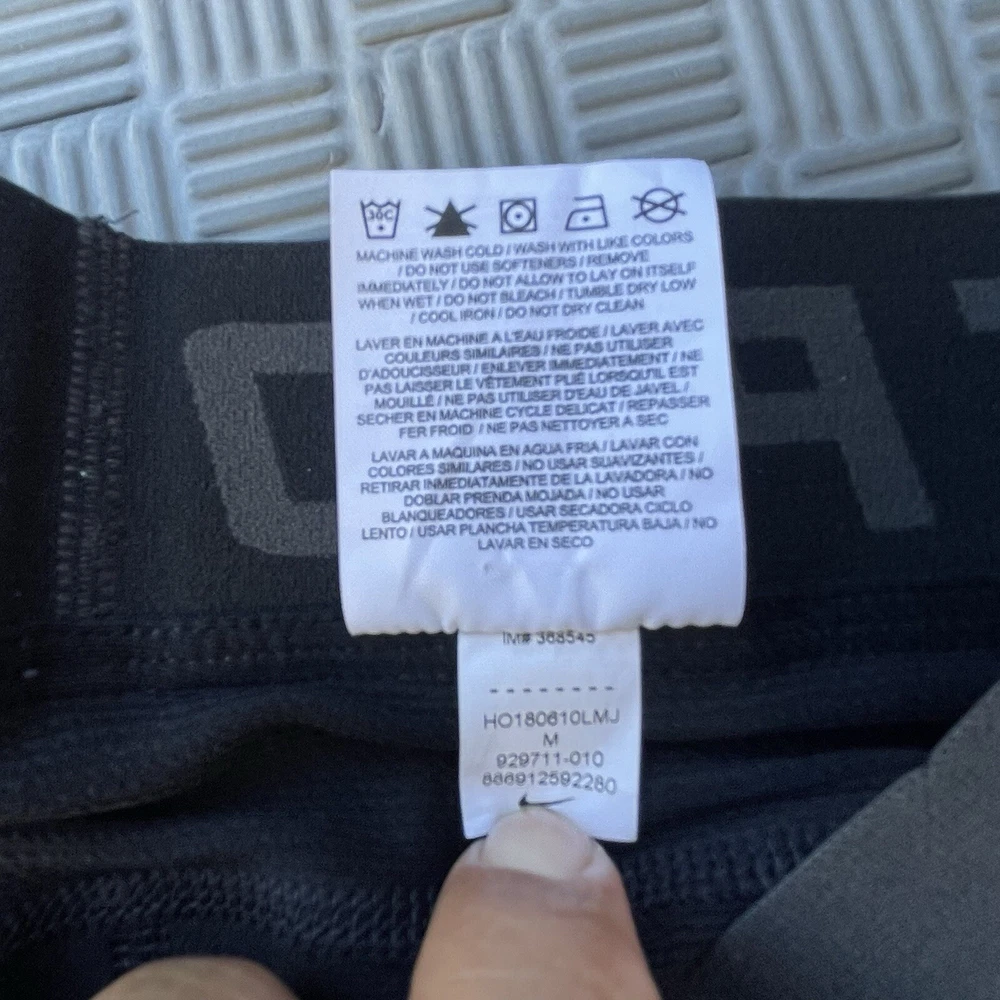 30C
MACHINE WASH COLD / WASH WITH LIKE COLORS
/ DO NOT USE SOFTENERS / REMOVE
IMMEDIATELY / DO NOT ALLOW TO LAY ON ITSELF
WHEN WET / DO NOT BLEACH / TUMBLE DRY LOW
/ COOL IRON / DO NOT DRY CLEAN
LAVER EN MACHINE A L'EAU FROIDE / LAVER AVEC
COULEURS SIMILAIRES / NE PAS UTILISER
D'ADOUCISSEUR / ENLEVER IMMEDIATEMENT / NE
PAS LAISSER LE VÊTEMENT PLIÉ LORSQU'IL EST
MOUILLÉ / NE PAS UTILISER D'EAU DE JAVEL /
SECHER EN MACHINE CYCLE DELICAT / REPASSER
FER FROID / NE PAS NETTOYER A SEC
LAVAR A MAQUINA EN AGUA FRIA / LAVAR CON
COLORES SIMILARES / NO USAR SUAVIZANTES /
RETIRAR INMEDIATAMENTE DE LA LAVADORA / NO
DOBLAR PRENDA MOJADA / NO USAR
BLANQUEADORES / USAR SECADORA CICLO
LENTO / USAR PLANCHA TEMPERATURA BAJA / NO
LAVAR EN SECO
IM# 388545
--------
HO180610LMJ
M
929711-010
886912592280